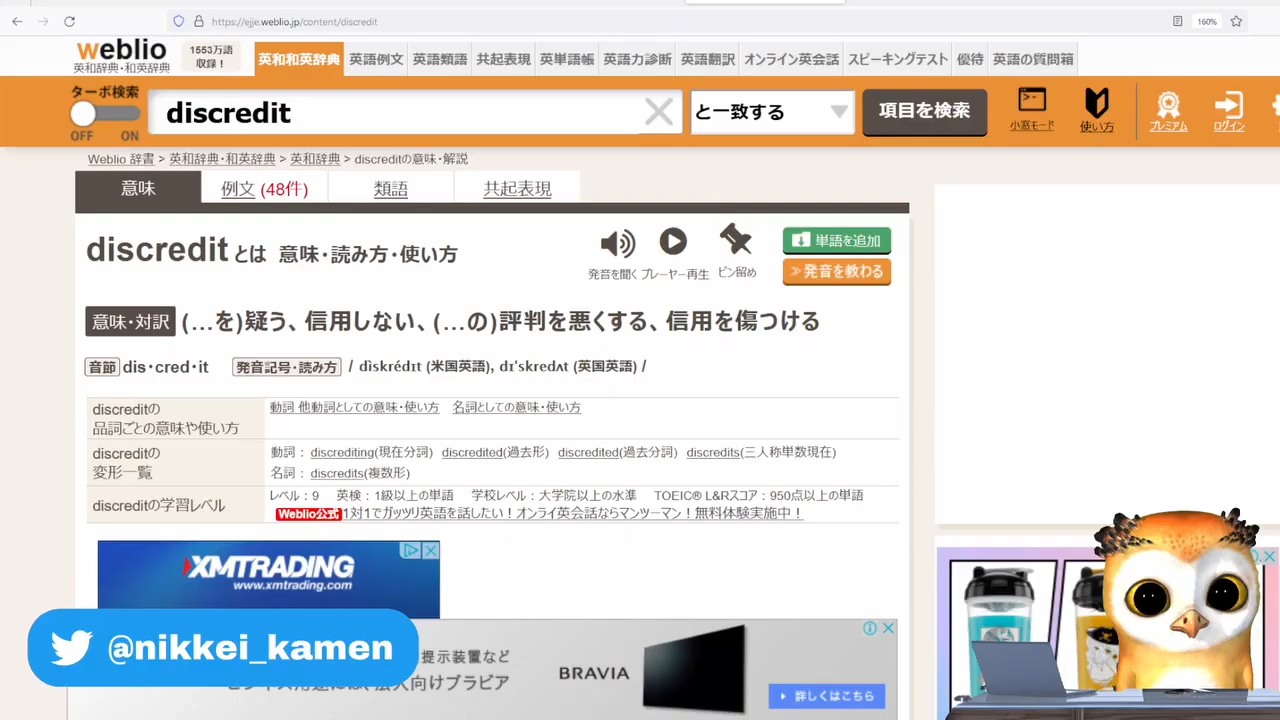 https://ejje.weblio.jp/content/discredit
160%
weblio
英和辞典・和英辞典
1553万語
収録！
英和和英辞典
英語例文
英語類語
共起表現
英単語帳
英語力診断
英語翻訳
オンライン英会話
スピーキングテスト
優待
英語の質問箱
ターボ検索
OFF ON
discredit
と一致する
項目を検索
小窓モード
使い方
プレミアム
ログイン
Weblio 辞書 > 英和辞典・和英辞典 > 英和辞典 > discreditの意味・解説
意味
例文 (48件)
類語
共起表現
discredit とは 意味・読み方・使い方
発音を聞く
プレーヤー再生
ピン留め
単語を追加
≫発音を教わる
意味・対訳 (…を)疑う、信用しない、(…の)評判を悪くする、信用を傷つける
音節 dis・cred・it 発音記号・読み方 / dìskrédɪt (米国英語), dɪˈskredʌt (英国英語) /
discreditの
品詞ごとの意味や使い方
動詞 他動詞としての意味・使い方 名詞としての意味・使い方
discreditの
変形一覧
動詞： discrediting(現在分詞) discredited(過去形) discredited(過去分詞) discredits(三人称単数現在)
名詞： discredits(複数形)
discreditの学習レベル
レベル：9 英検：1級以上の単語 学校レベル：大学院以上の水準 TOEIC® L&Rスコア：950点以上の単語
Weblio公式 1対1でガッツリ英語を話したい！オンライ英会話ならマンツーマン！無料体験実施中！
XMTRADING
www.xmtrading.com
@nikkei_kamen
提示装置など
BRAVIA
法人向けブラビア
詳しくはこちら